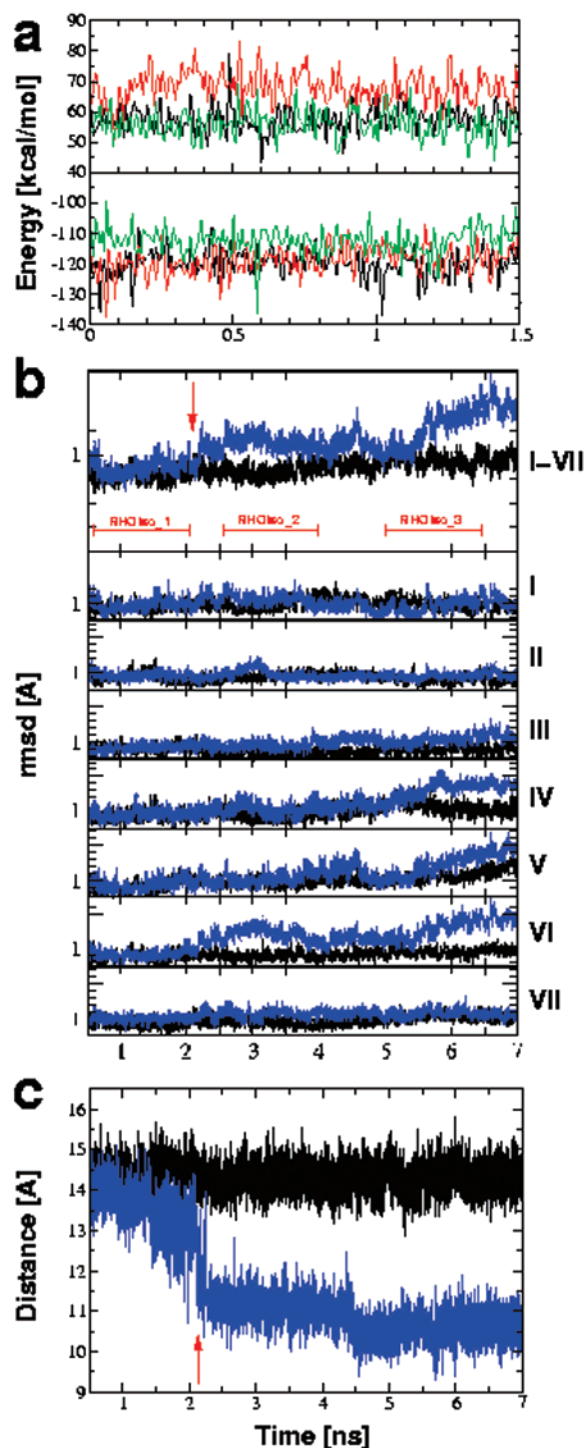 a
Energy [kcal/mol]
90
80
70
60
50
40
-100
-110
-120
-130
-140
0 0.5 1 1.5
b
rmsd [A]
1 I-VII
RHOIso_1 RHOIso_2 RHOIso_3
1 I
1 II
1 III
1 IV
1 V
1 VI
1 VII
1 2 3 4 5 6 7
c
Distance [A]
16
15
14
13
12
11
10
9
1 2 3 4 5 6 7
Time [ns]